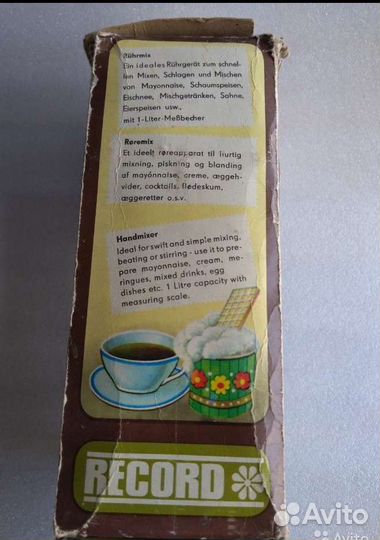 Rührmix
Ein ideales Rührgerät zum schnel-
len Mixen, Schlagen und Mischen
von Mayonnaise, Schaumspeisen,
Eischnee, Mischgetränken, Sahne,
Eierspeisen usw.,
mit 1-Liter-Meßbecher
Røremix
Et ideelt røreapparat til hurtig
mixning, piskning og blanding
af mayónnaise, creme, æggeh-
vider, cocktails, flødeskum,
æggeretter o.s.v.
Handmixer
Ideal for swift and simple mixing,
beating or stirring - use it to pre-
pare mayonnaise, cream, me-
ringues, mixed drinks, egg
dishes etc. 1 Litre capacity with
measuring scale.
RECORD
Avito
Avito